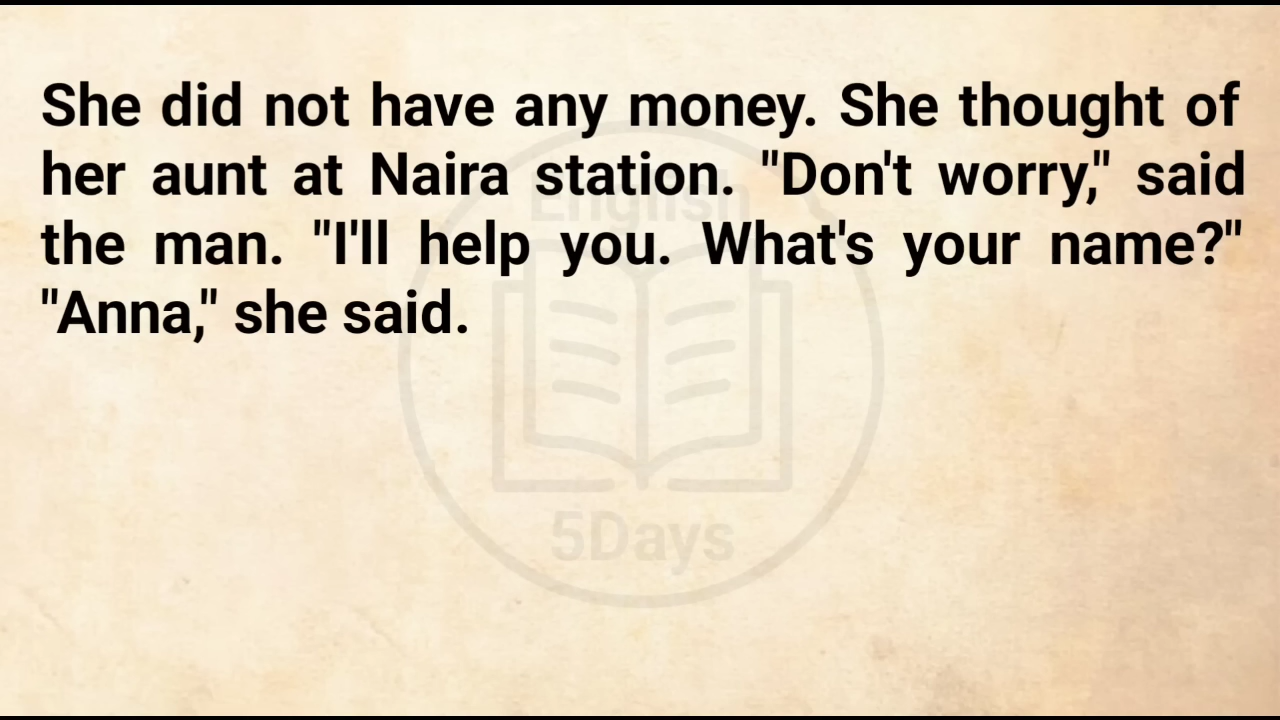 She did not have any money. She thought of
her aunt at Naira station. "Don't worry," said
the man. "I'll help you. What's your name?"
"Anna," she said.
English
5Days